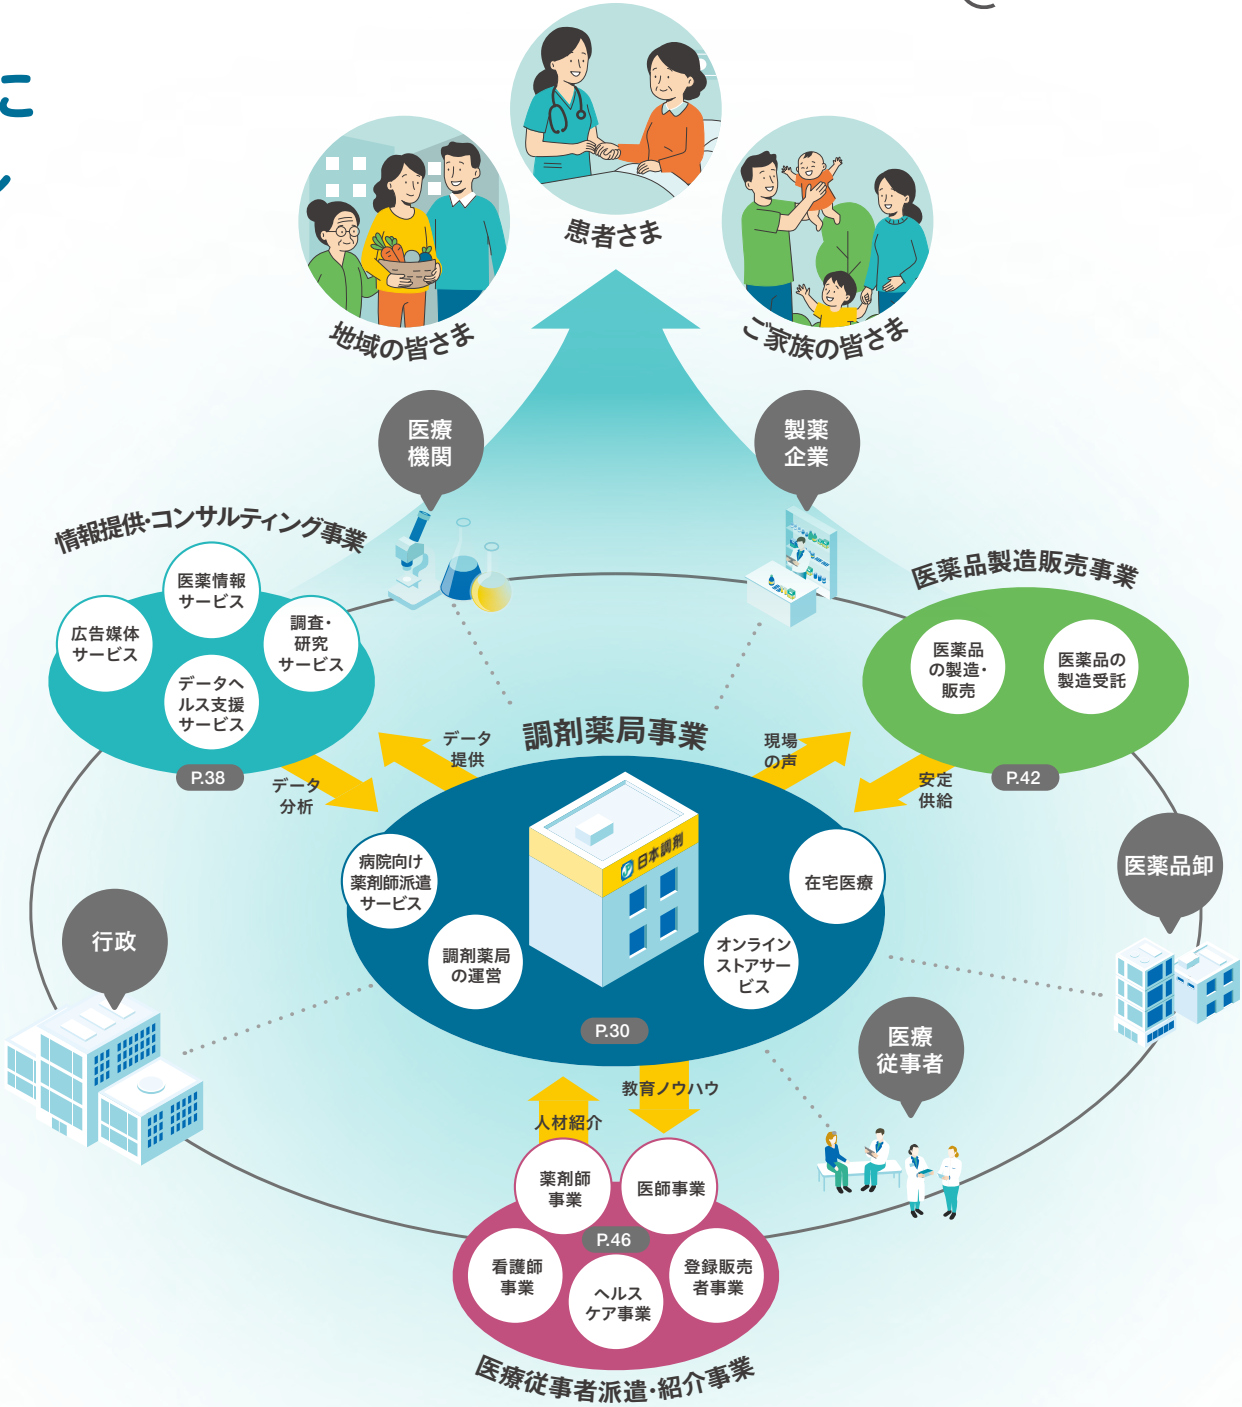 に
患者さま
地域の皆さま
ご家族の皆さま
医療
機関
製薬
企業
情報提供・コンサルティング事業
医薬情報
サービス
広告媒体
サービス
調査・
研究
サービス
データヘ
ルス支援
サービス
P.38
医薬品製造販売事業
医薬品
の製造・
販売
医薬品の
製造受託
P.42
データ
提供
データ
分析
現場
の声
安定
供給
調剤薬局事業
日本調剤
病院向け
薬剤師派遣
サービス
調剤薬局
の運営
オンライン
ストアサー
ビス
在宅医療
P.30
医薬品卸
行政
医療
従事者
教育ノウハウ
人材紹介
薬剤師
事業
医師事業
P.46
看護師
事業
ヘルス
ケア事業
登録販売
者事業
医療従事者派遣・紹介事業